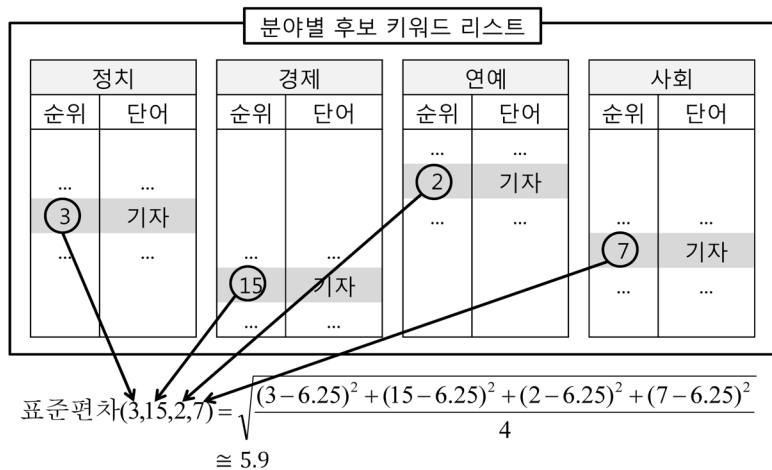 분야별 후보 키워드 리스트
정치 경제 연예 사회
순위 단어 순위 단어 순위 단어 순위 단어
... ...
2 기자
... ...
... ...
3 기자
... ...
... ...
7 기자
... ...
... ...
15 기자
... ...
표준편차(3,15,2,7) = √(((3−6.25)² + (15−6.25)² + (2−6.25)² + (7−6.25)²) / 4)
≅ 5.9